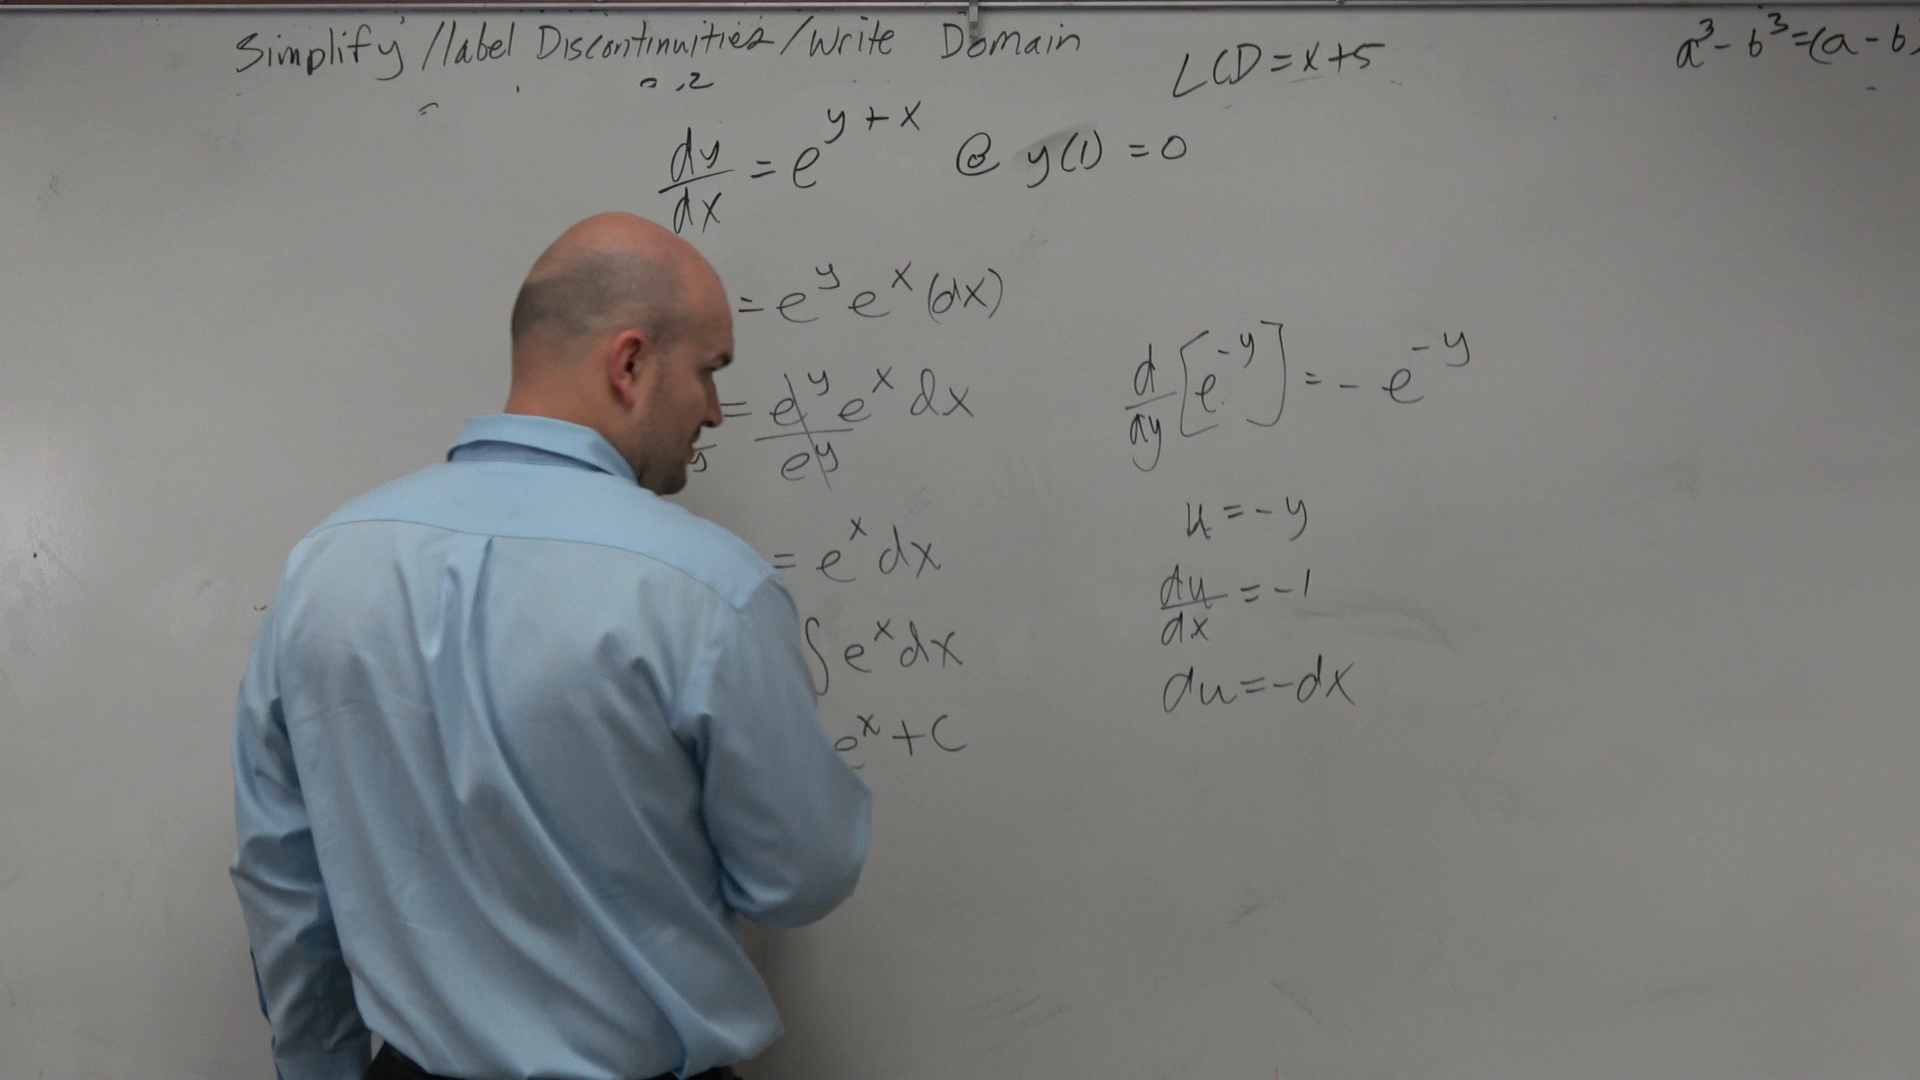 Simplify/label Discontinuities/Write Domain
LCD=x+5
a³-b³=(a-b
,2
dy/dx = e^(y+x) @ y(1)=0
= e^y e^x (dx)
= e^y e^x dx / e^y
d/dy [e^-y] = -e^-y
= e^x dx
u=-y
∫ e^x dx
du/dx = -1
e^x + C
du=-dx